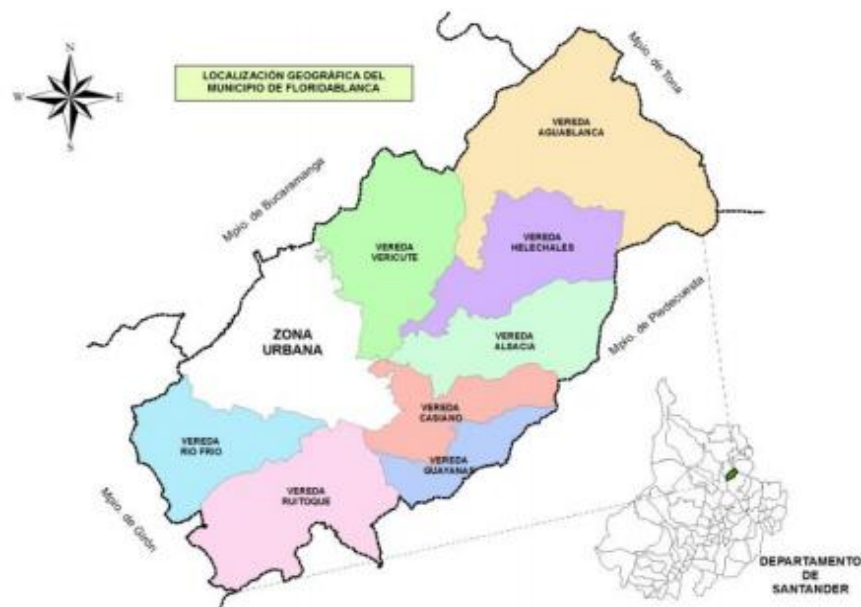 N
W
E
S
LOCALIZACIÓN GEOGRÁFICA DEL
MUNICIPIO DE FLORIDABLANCA
Mpio. de Tona
VEREDA
AGUABLANCA
Mpio. de Bucaramanga
VEREDA
VERICUTE
VEREDA
HELECHALES
Mpio. de Piedecuesta
ZONA
URBANA
VEREDA
ALSACIA
VEREDA
CASIANO
VEREDA
RIO FRIO
VEREDA
GUAYANAS
VEREDA
RUITOQUE
Mpio. de Girón
DEPARTAMENTO
DE
SANTANDER